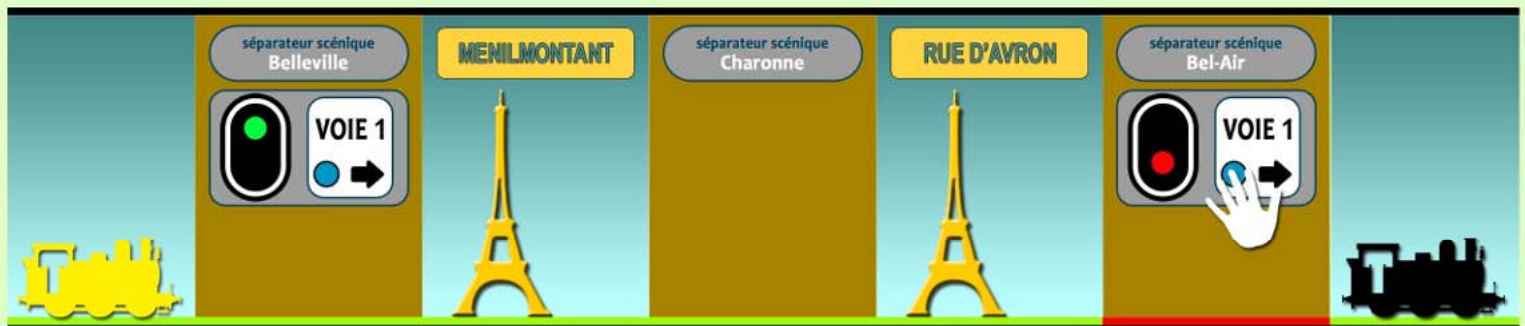 séparateur scénique
Belleville
VOIE 1
MENILMONTANT
séparateur scénique
Charonne
RUE D'AVRON
séparateur scénique
Bel-Air
VOIE 1